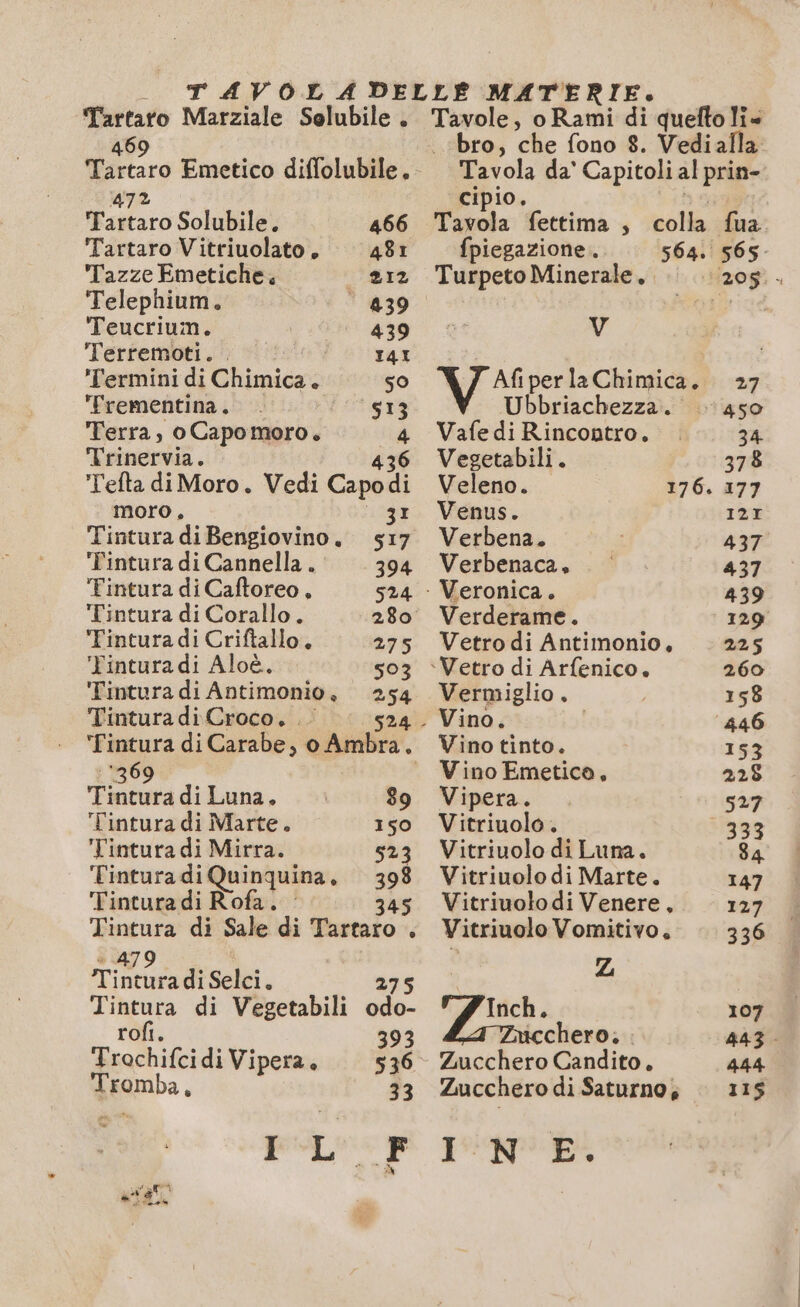 TAVOLA DELLE MATERIE.
Tartaro Marziale Solubile.
469
Tartaro Emetico diſſolubile.
472
Tartaro Solubile. 466
Tartaro Vitriuolato. 481
Tazze Emetiche. 212
Telephium. 439
Teucrium. 439
Terremoti. 141
Termini di Chimica. 50
Trementina. 513
Terra, o Capo moro. 4
Trinervia. 436
Teſta di Moro. Vedi Capo di
moro. 31
Tintura di Bengiovino. 517
Tintura di Cannella. 394
Tintura di Caſtoreo. 524
Tintura di Corallo. 280
Tintura di Criſtallo. 275
Tintura di Aloè. 503
Tintura di Antimonio. 254
Tintura di Croco. 524
Tintura di Carabe, o Ambra.
369
Tintura di Luna. 89
Tintura di Marte. 150
Tintura di Mirra. 523
Tintura di Quinquina. 398
Tintura di Roſa. 345
Tintura di Sale di Tartaro.
479
Tintura di Selci. 275
Tintura di Vegetabili odo-
roſi. 393
Trochiſci di Vipera. 536
Tromba, 33
Tavole, o Rami di queſto li-
bro, che ſono 8. Vedi alla
Tavola da' Capitoli al prin-
cipio.
Tavola ſettima, colla ſua
ſpiegazione. 564. 565
Turpeto Minerale. 205
V
Vaſi per la Chimica. 27
Ubbriachezza. 450
Vaſe di Rincontro. 34
Vegetabili. 378
Veleno. 176. 177
Venus. 121
Verbena. 437
Verbenaca. 437
Veronica. 439
Verderame. 129
Vetro di Antimonio. 225
Vetro di Arſenico. 260
Vermiglio. 158
Vino. 446
Vino tinto. 153
Vino Emetico. 228
Vipera. 527
Vitriuolo. 333
Vitriuolo di Luna. 84
Vitriuolo di Marte. 147
Vitriuolo di Venere. 127
Vitriuolo Vomitivo. 336
Z
Zinch. 107
Zucchero. 443
Zucchero Candito. 444
Zucchero di Saturno, 115
IL FINE.